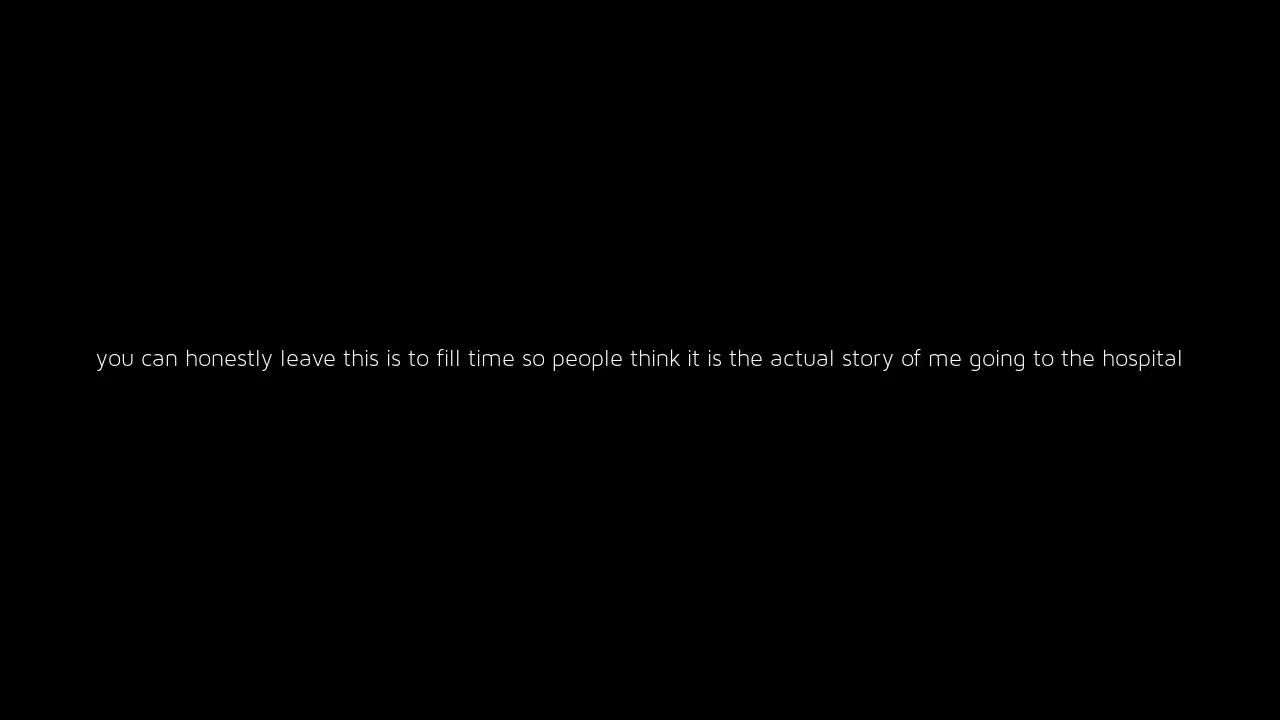 you can honestly leave this is to fill time so people think it is the actual story of me going to the hospital